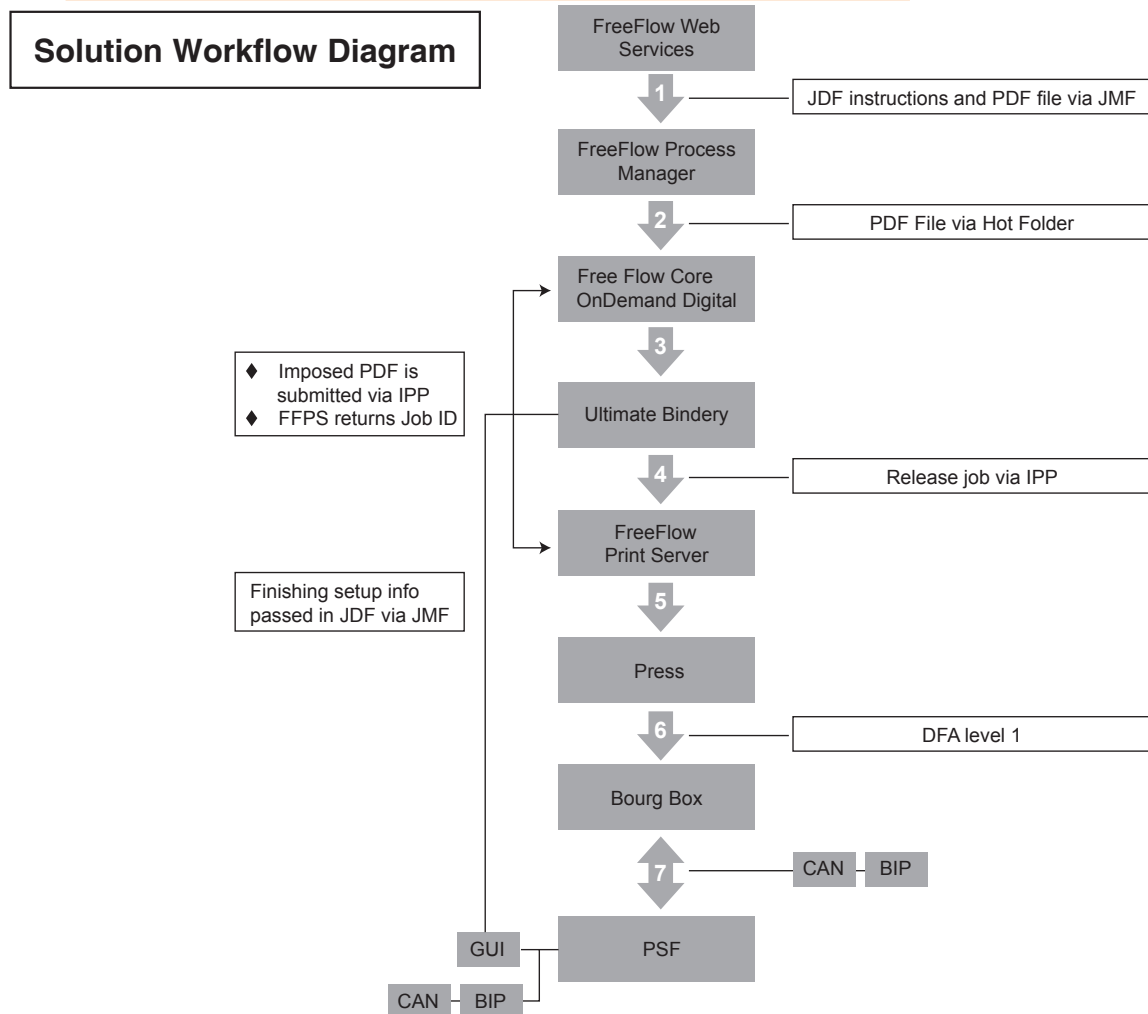 Solution Workflow Diagram
FreeFlow Web
Services
1
JDF instructions and PDF file via JMF
FreeFlow Process
Manager
2
PDF File via Hot Folder
Free Flow Core
OnDemand Digital
3
♦ Imposed PDF is
submitted via IPP
♦ FFPS returns Job ID
Ultimate Bindery
4
Release job via IPP
FreeFlow
Print Server
Finishing setup info
passed in JDF via JMF
5
Press
6
DFA level 1
Bourg Box
7
CAN
BIP
GUI
PSF
CAN
BIP